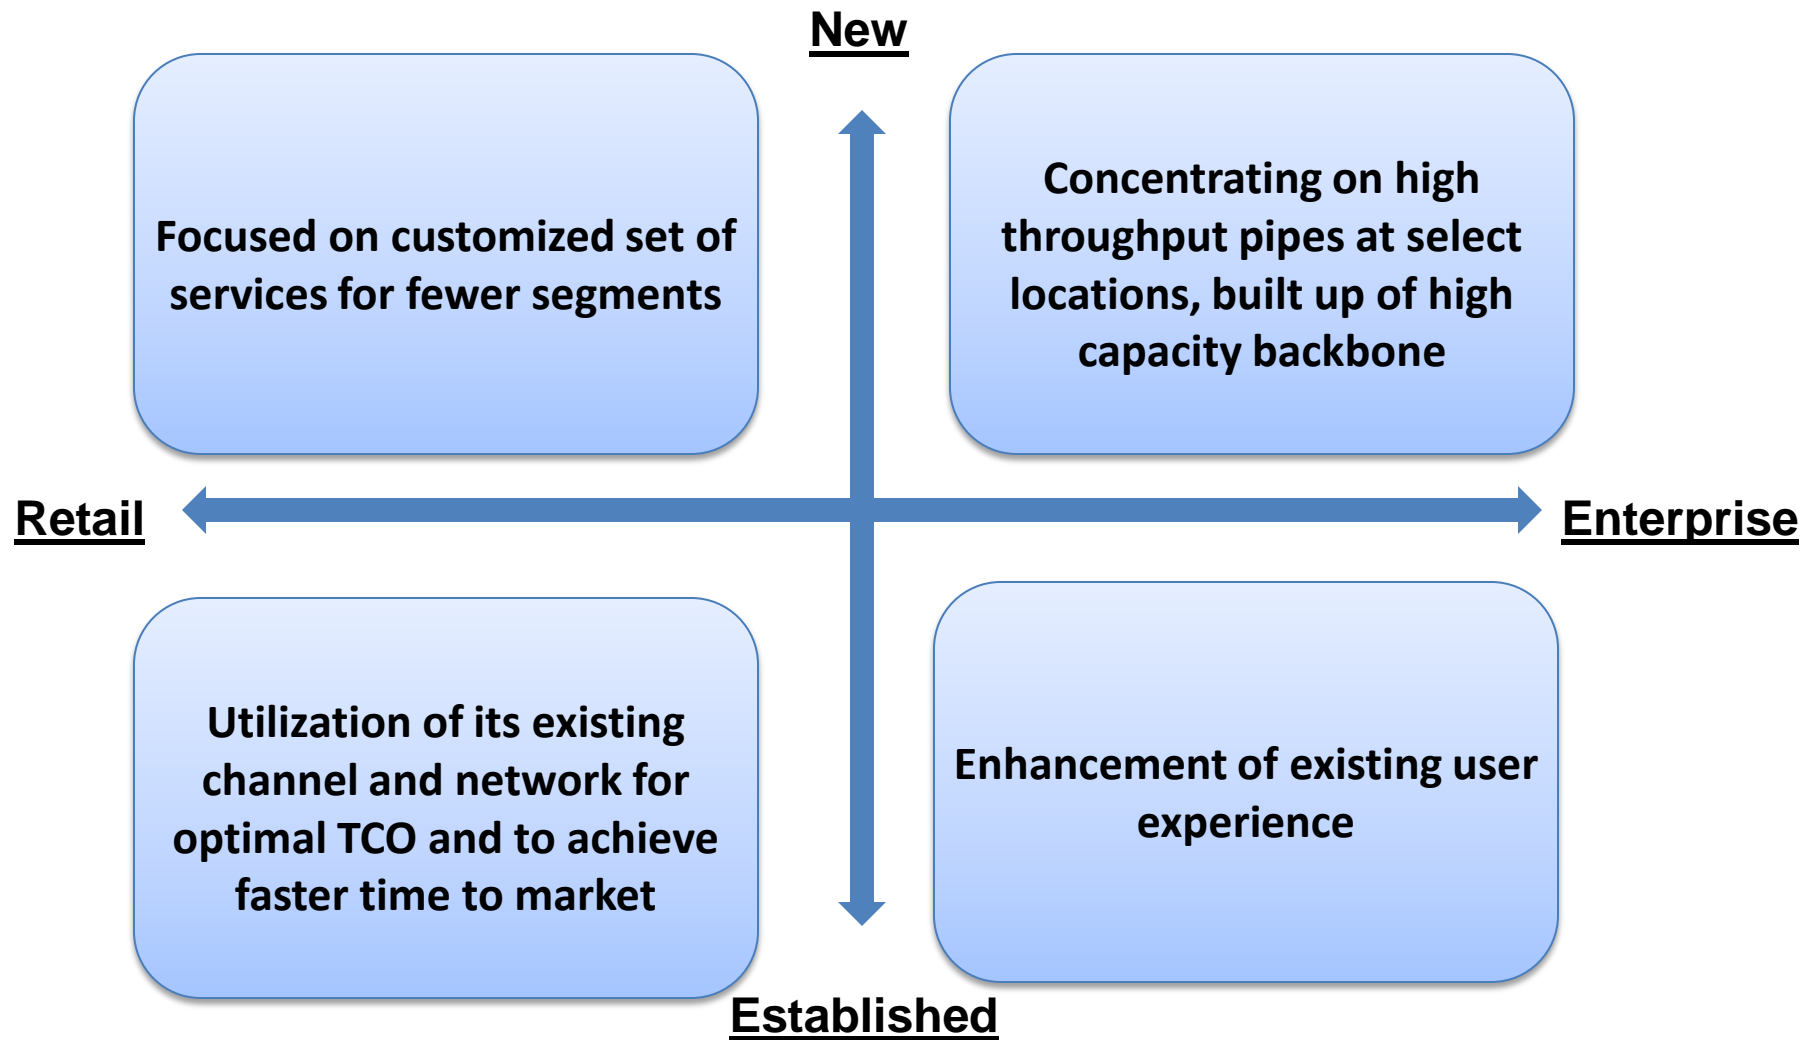 New
Focused on customized set of
services for fewer segments
Concentrating on high
throughput pipes at select
locations, built up of high
capacity backbone
Retail
Enterprise
Utilization of its existing
channel and network for
optimal TCO and to achieve
faster time to market
Enhancement of existing user
experience
Established